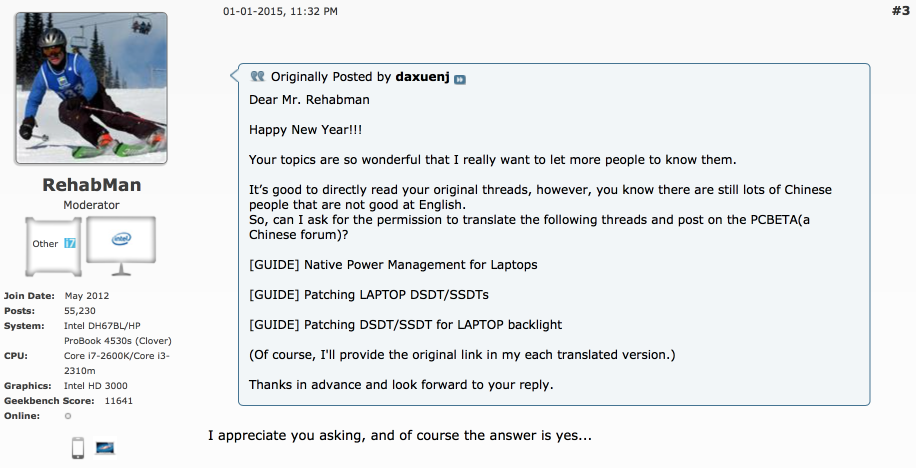 01-01-2015, 11:32 PM
#3
RehabMan
Moderator
Other i7
intel
Join Date: May 2012
Posts: 55,230
System: Intel DH67BL/HP
ProBook 4530s (Clover)
CPU: Core i7-2600K/Core i3-
2310m
Graphics: Intel HD 3000
Geekbench Score: 11641
Online:
Originally Posted by daxuenj
Dear Mr. Rehabman
Happy New Year!!!
Your topics are so wonderful that I really want to let more people to know them.
It's good to directly read your original threads, however, you know there are still lots of Chinese
people that are not good at English.
So, can I ask for the permission to translate the following threads and post on the PCBETA(a
Chinese forum)?
[GUIDE] Native Power Management for Laptops
[GUIDE] Patching LAPTOP DSDT/SSDTs
[GUIDE] Patching DSDT/SSDT for LAPTOP backlight
(Of course, I'll provide the original link in my each translated version.)
Thanks in advance and look forward to your reply.
I appreciate you asking, and of course the answer is yes...